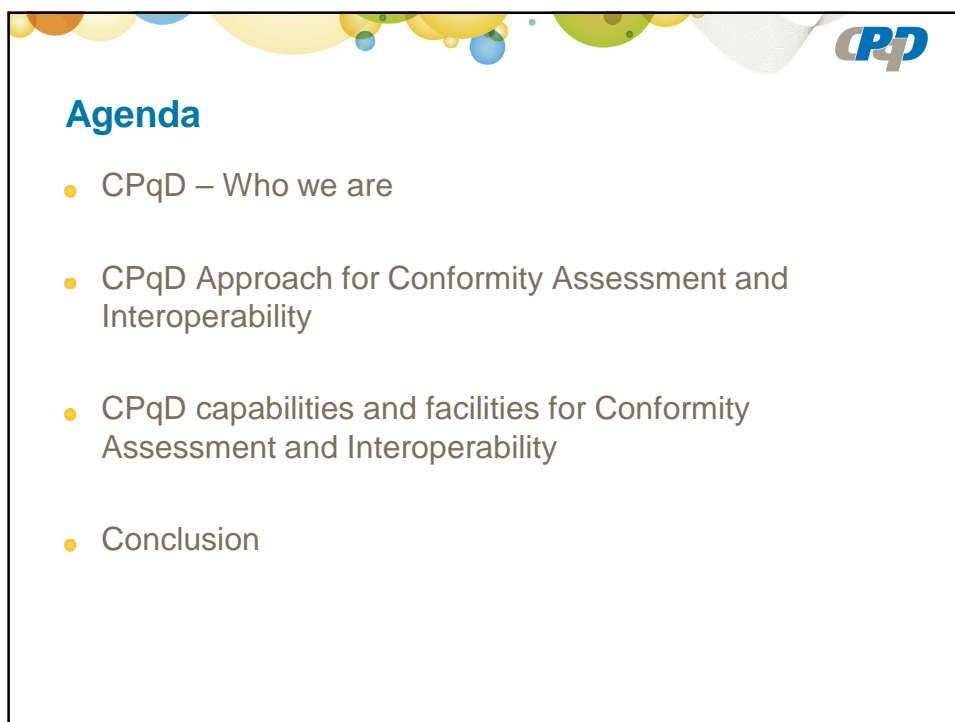 CPqD
Agenda
CPqD – Who we are
CPqD Approach for Conformity Assessment and
Interoperability
CPqD capabilities and facilities for Conformity
Assessment and Interoperability
Conclusion